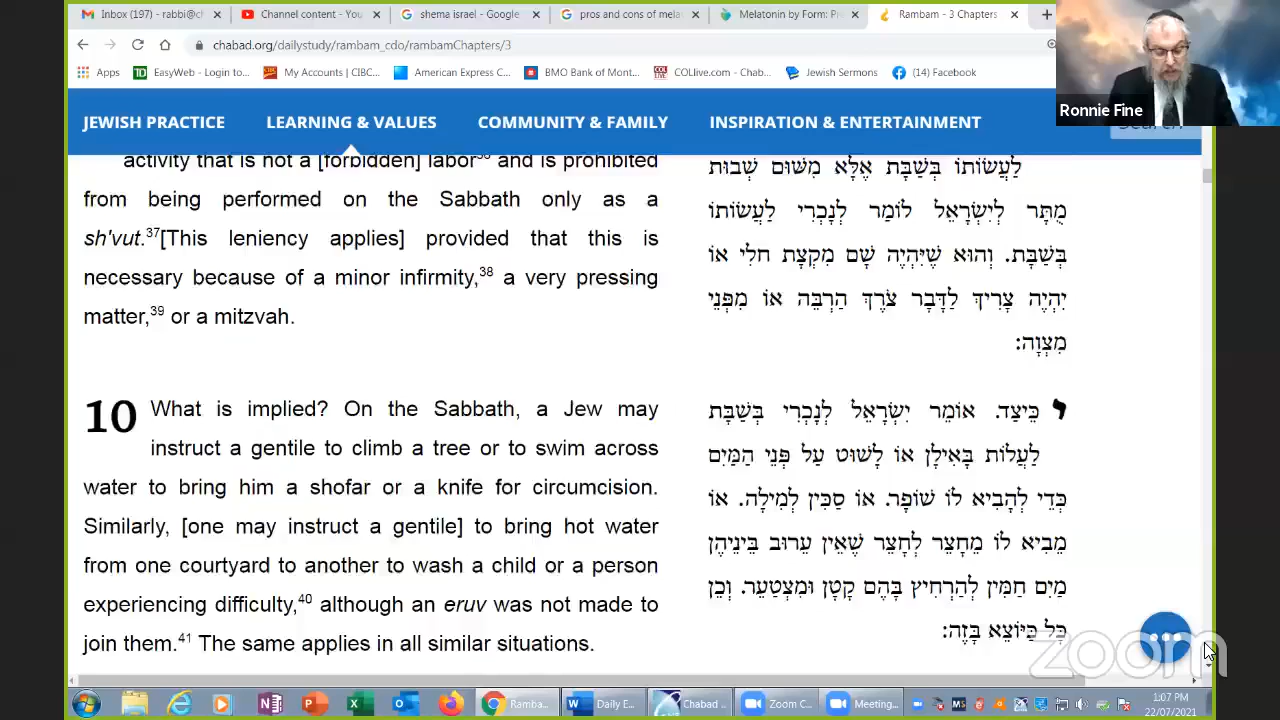 Inbox (197) - rabbi@c
Channel content - You
shema israel - Google
pros and cons of mela
Melatonin by Form: P
Rambam - 3 Chapters
chabad.org/dailystudy/rambam_cdo/rambamChapters/3
Apps
EasyWeb - Login to...
My Accounts | CIBC...
American Express C...
BMO Bank of Mont...
COLlive.com - Chab...
Jewish Sermons
(14) Facebook
Ronnie Fine
JEWISH PRACTICE
LEARNING & VALUES
COMMUNITY & FAMILY
INSPIRATION & ENTERTAINMENT
Search
activity that is not a [forbidden] labor36 and is prohibited
from being performed on the Sabbath only as a
sh'vut.37[This leniency applies] provided that this is
necessary because of a minor infirmity,38 a very pressing
matter,39 or a mitzvah.
לַעֲשׂוֹתוֹ בְּשַׁבָּת אֶלָּא מִשּׁוּם שְׁבוּת
מֻתָּר לְיִשְׂרָאֵל לוֹמַר לְנָכְרִי לַעֲשׂוֹתוֹ
בְּשַׁבָּת. וְהוּא שֶׁיִּהְיֶה שָׁם מִקְצָת חלִי אוֹ
יִהְיֶה צָרִיךְ לַדָּבָר צֹרֶךְ הַרְבֵּה אוֹ מִפְּנֵי
מִצְוָה:
10 What is implied? On the Sabbath, a Jew may
instruct a gentile to climb a tree or to swim across
water to bring him a shofar or a knife for circumcision.
Similarly, [one may instruct a gentile] to bring hot water
from one courtyard to another to wash a child or a person
experiencing difficulty,40 although an eruv was not made to
join them.41 The same applies in all similar situations.
י כֵּיצַד. אוֹמֵר יִשְׂרָאֵל לְנָכְרִי בְּשַׁבָּת
לַעֲלוֹת בָּאִילָן אוֹ לָשׁוּט עַל פְּנֵי הַמַּיִם
כְּדֵי לְהָבִיא לוֹ שׁוֹפָר. אוֹ סַכִּין לְמִילָה. אוֹ
מֵבִיא לוֹ מֵחָצֵר לְחָצֵר שֶׁאֵין עֵרוּב בֵּינֵיהֶן
מַיִם חַמִּין לְהַרְחִיץ בָּהֶם קָטָן וּמִצְטַעֵר. וְכֵן
כָּל כַּיּוֹצֵא בָּזֶה:
zoom
Ramba...
Daily E...
Chabad ...
Zoom C...
Meeting...
1:07 PM
22/07/2021